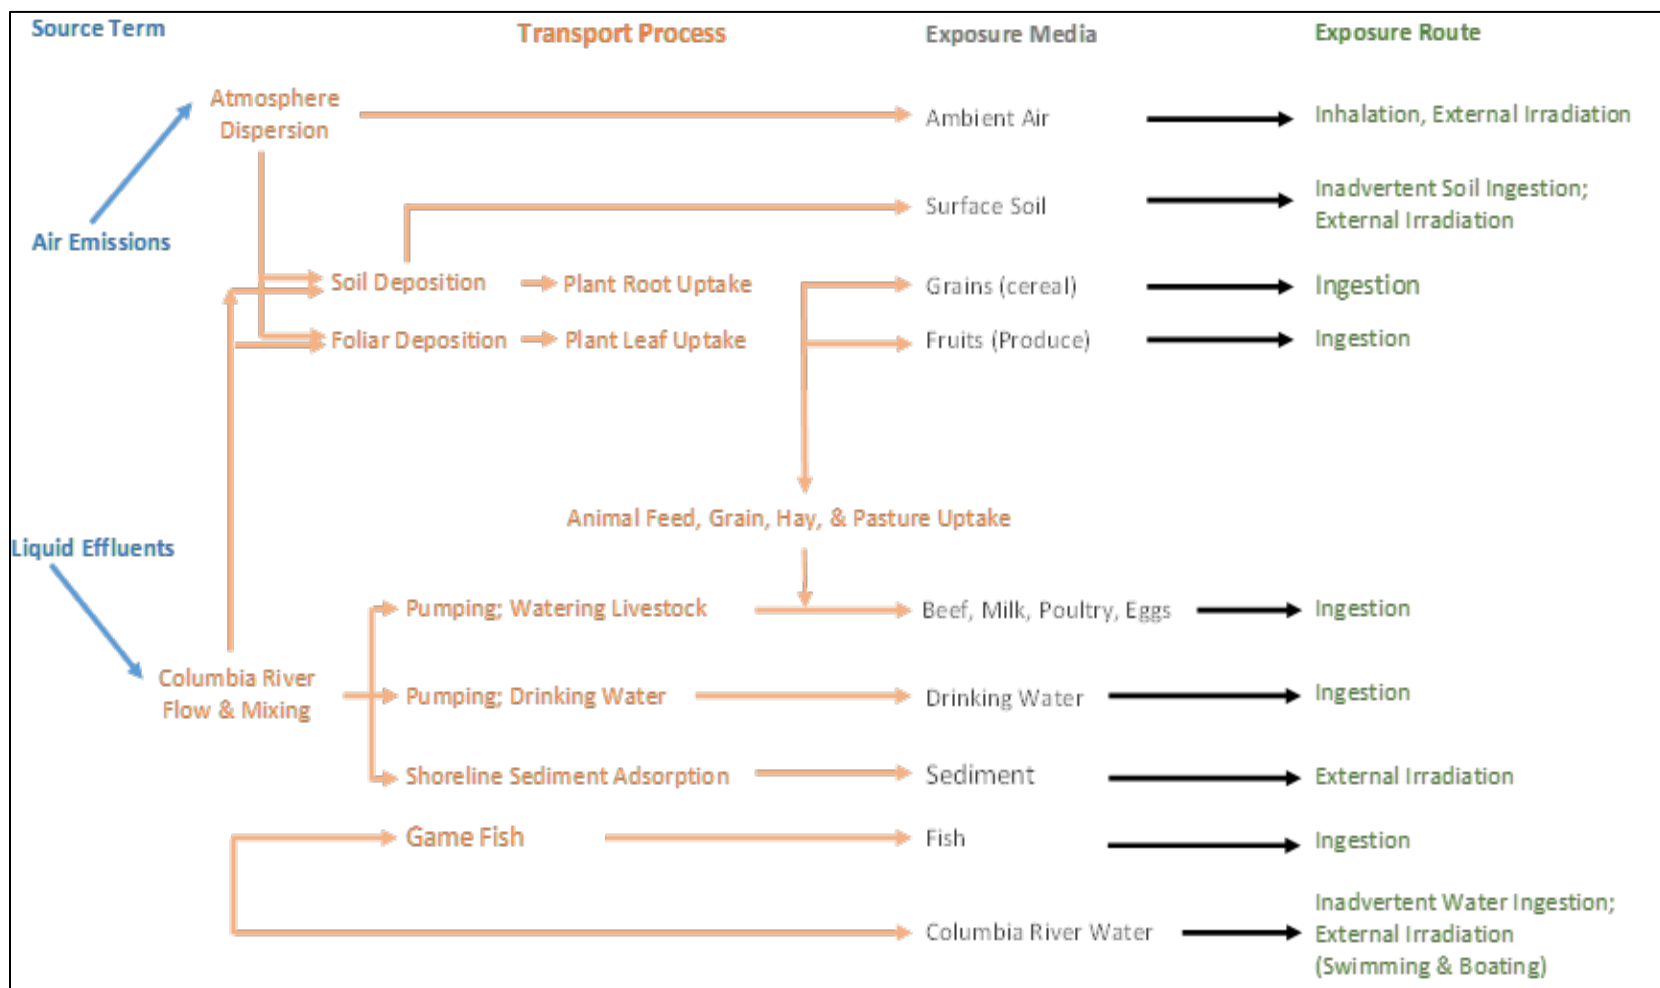 Source Term
Transport Process
Exposure Media
Exposure Route
Atmosphere
Dispersion
Ambient Air
Inhalation, External Irradiation
Air Emissions
Surface Soil
Inadvertent Soil Ingestion;
External Irradiation
Soil Deposition
Plant Root Uptake
Grains (cereal)
Ingestion
Foliar Deposition
Plant Leaf Uptake
Fruits (Produce)
Ingestion
Animal Feed, Grain, Hay, & Pasture Uptake
Liquid Effluents
Pumping; Watering Livestock
Beef, Milk, Poultry, Eggs
Ingestion
Columbia River
Flow & Mixing
Pumping; Drinking Water
Drinking Water
Ingestion
Shoreline Sediment Adsorption
Sediment
External Irradiation
Game Fish
Fish
Ingestion
Columbia River Water
Inadvertent Water Ingestion;
External Irradiation
(Swimming & Boating)